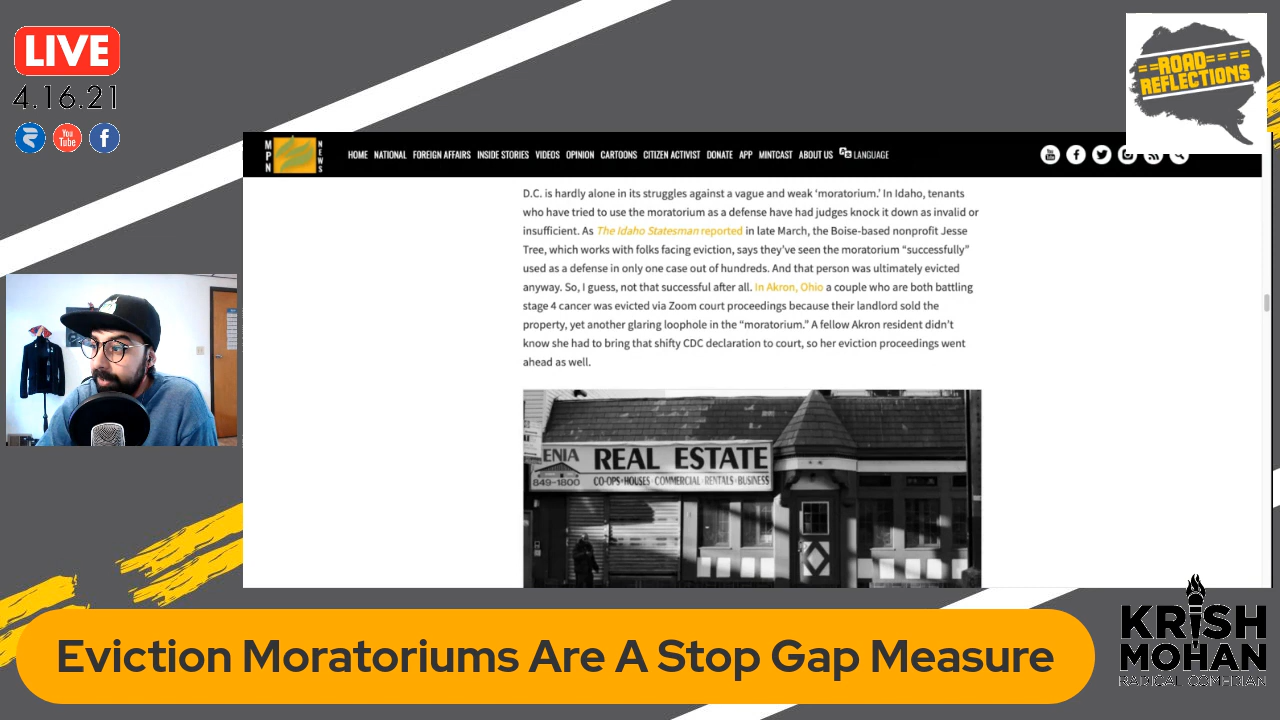 LIVE
4.16.21
You
Tube
f
==ROAD====
REFLECTIONS
MPN
NEWS
HOME NATIONAL FOREIGN AFFAIRS INSIDE STORIES VIDEOS OPINION CARTOONS CITIZEN ACTIVIST DONATE APP MINTCAST ABOUT US LANGUAGE
D.C. is hardly alone in its struggles against a vague and weak ‘moratorium.’ In Idaho, tenants
who have tried to use the moratorium as a defense have had judges knock it down as invalid or
insufficient. As The Idaho Statesman reported in late March, the Boise-based nonprofit Jesse
Tree, which works with folks facing eviction, says they’ve seen the moratorium “successfully”
used as a defense in only one case out of hundreds. And that person was ultimately evicted
anyway. So, I guess, not that successful after all. In Akron, Ohio a couple who are both battling
stage 4 cancer was evicted via Zoom court proceedings because their landlord sold the
property, yet another glaring loophole in the “moratorium.” A fellow Akron resident didn’t
know she had to bring that shifty CDC declaration to court, so her eviction proceedings went
ahead as well.
ENIA REAL ESTATE
849-1800 CO-OPS•HOUSES•COMMERCIAL•RENTALS•BUSINESS
Eviction Moratoriums Are A Stop Gap Measure
KRISH
MOHAN
RADICAL COMEDIAN